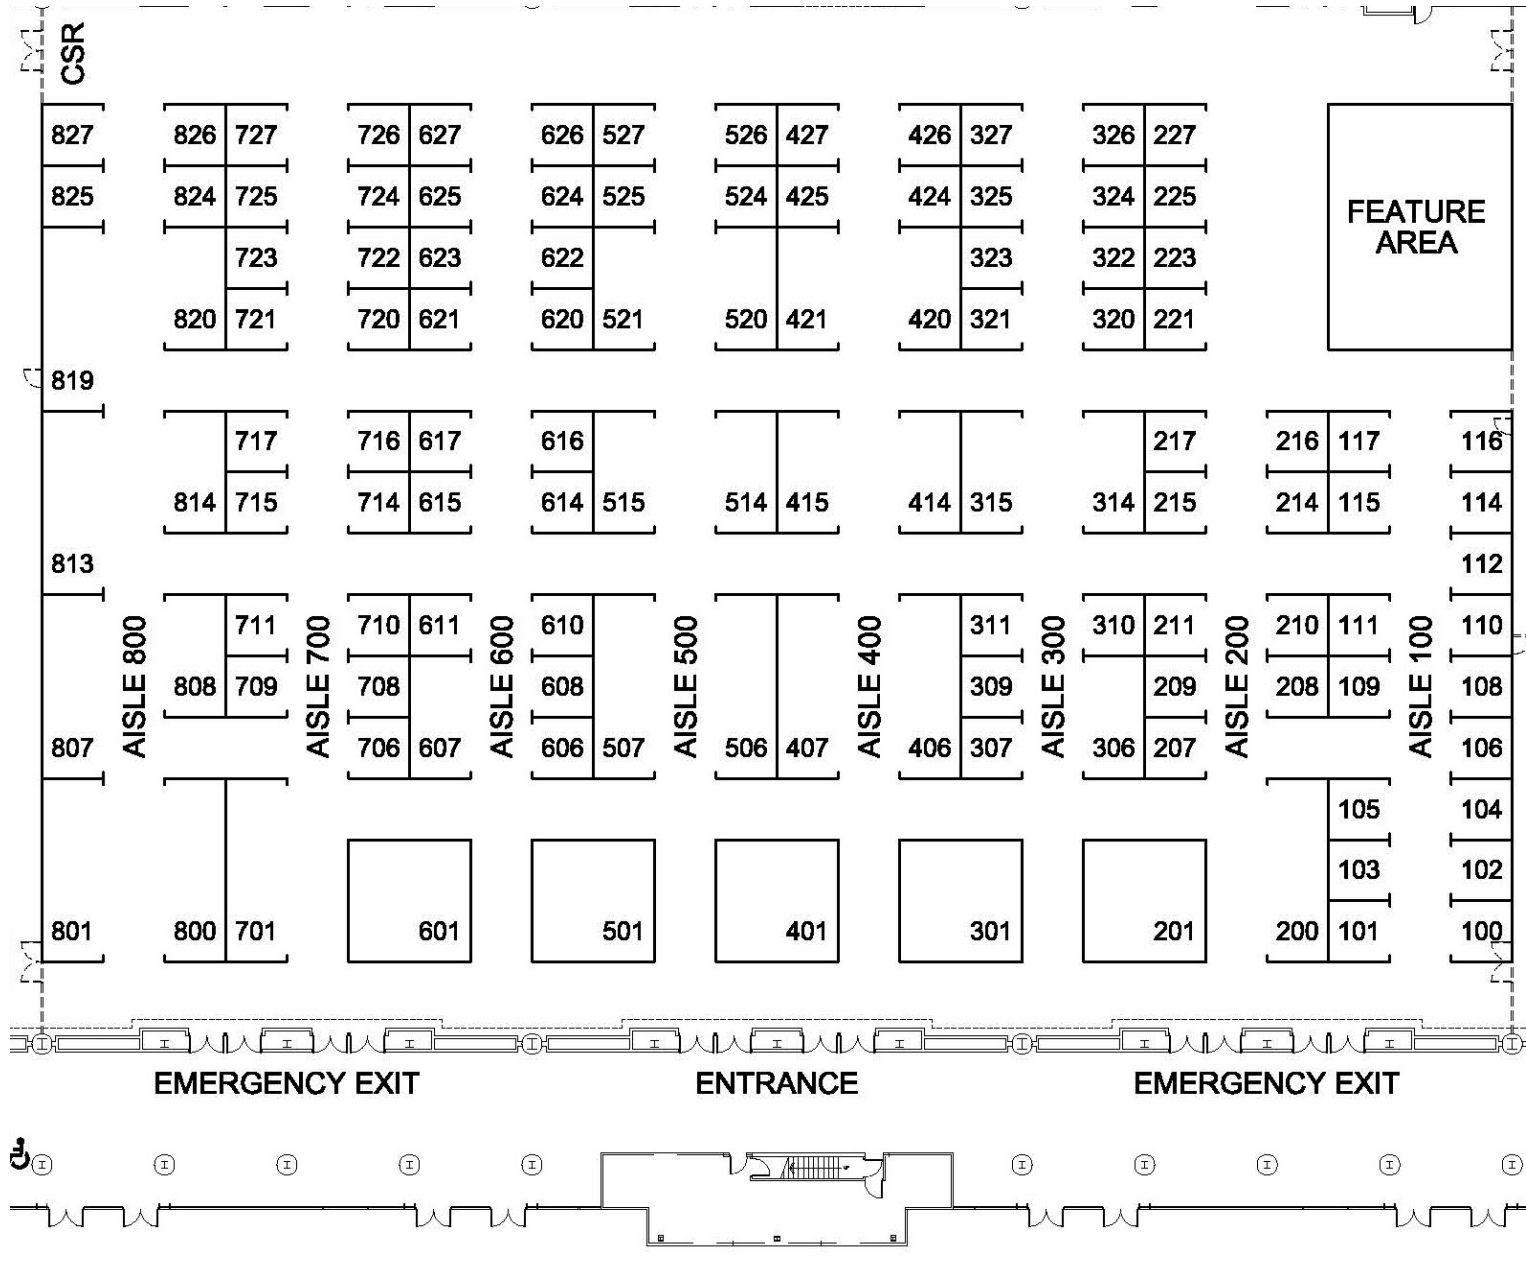 CSR
827 826 727 726 627 626 527 526 427 426 327 326 227
825 824 725 724 625 624 525 524 425 424 325 324 225
FEATURE
AREA
723 722 623 622 323 322 223
820 721 720 621 620 521 520 421 420 321 320 221
819
717 716 617 616 217 216 117 116
814 715 714 615 614 515 514 415 414 315 314 215 214 115 114
813 112
711 710 611 610 311 310 211 210 111 110
AISLE 800
AISLE 700
AISLE 600
AISLE 500
AISLE 400
AISLE 300
AISLE 200
AISLE 100
808 709 708 608 309 209 208 109 108
807 706 607 606 507 506 407 406 307 306 207 106
105 104
103 102
801 800 701 601 501 401 301 201 200 101 100
EMERGENCY EXIT
ENTRANCE
EMERGENCY EXIT